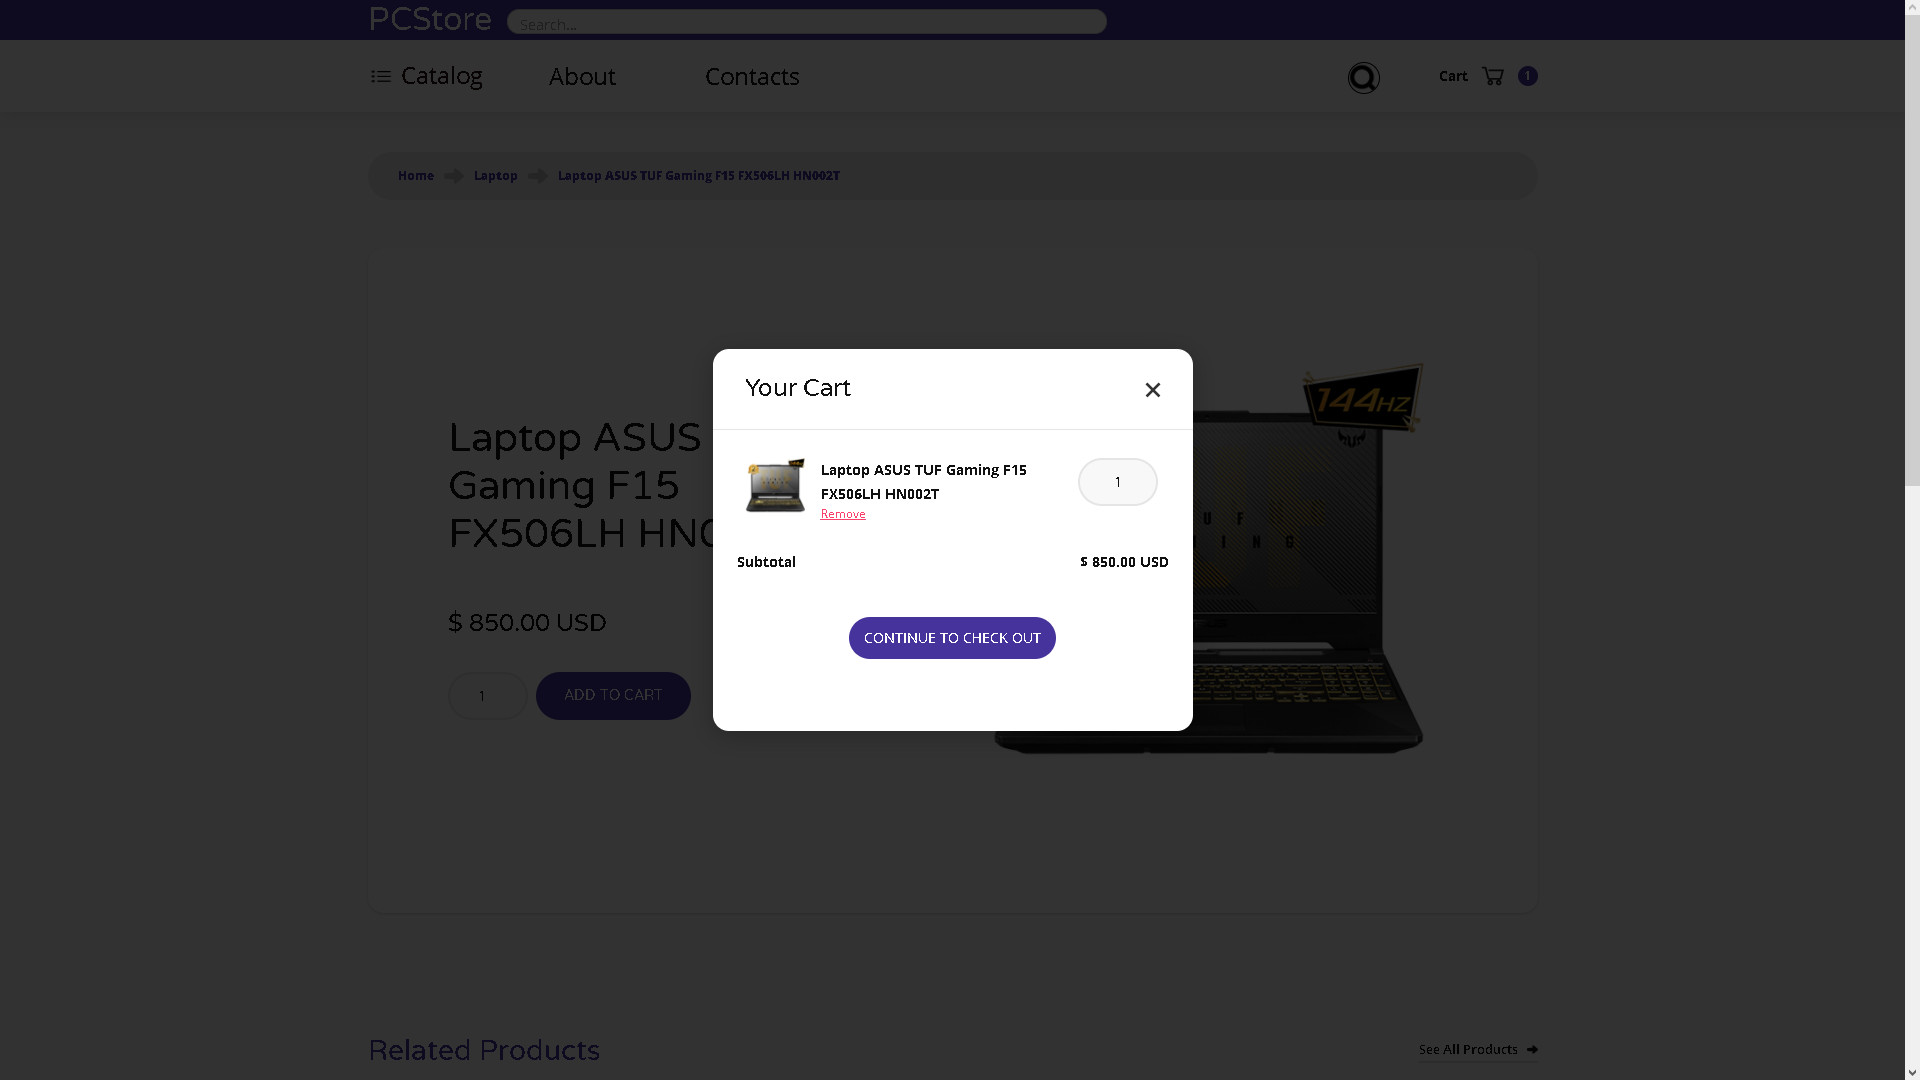 PCStore
Search...
Catalog
About
Contacts
Cart
1
Home
Laptop
Laptop ASUS TUF Gaming F15 FX506LH HN002T
Laptop ASUS
Gaming F15
FX506LH HN
$ 850.00 USD
1
ADD TO CART
144HZ
Your Cart
Laptop ASUS TUF Gaming F15
FX506LH HN002T
Remove
1
Subtotal
$ 850.00 USD
CONTINUE TO CHECK OUT
Related Products
See All Products